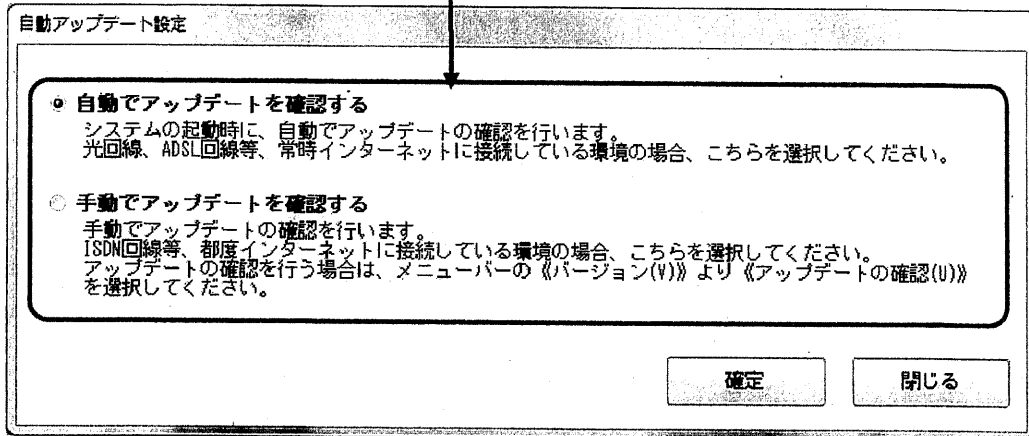 自動アップデート設定
自動でアップデートを確認する
システムの起動時に、自動でアップデートの確認を行います。
光回線、ADSL回線等、常時インターネットに接続している環境の場合、こちらを選択してください。
手動でアップデートを確認する
手動でアップデートの確認を行います。
ISDN回線等、都度インターネットに接続している環境の場合、こちらを選択してください。
アップデートの確認を行う場合は、メニューバーの《バージョン(V)》より《アップデートの確認(U)》
を選択してください。
確定
閉じる